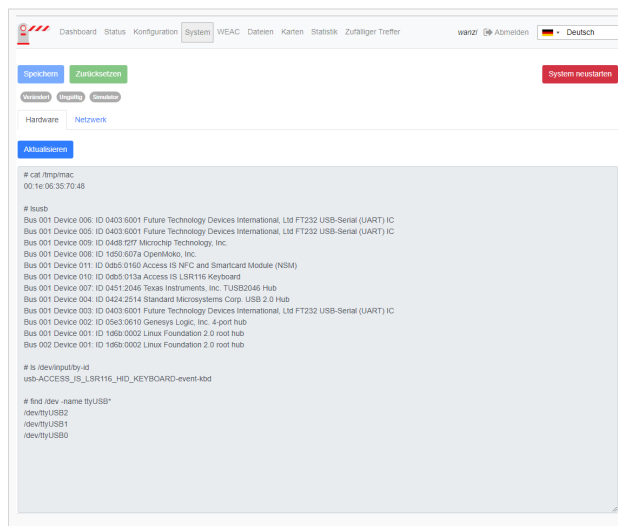 Dashboard Status Konfiguration System WEAC Dateien Karten Statistik Zufälliger Treffer wanzl Abmelden Deutsch
Speichern Zurücksetzen System neustarten
Verändert Ungültig Simulator
Hardware Netzwerk
Aktualisieren
# cat /tmp/mac
00:1e:06:35:70:48
# lsusb
Bus 001 Device 006: ID 0403:6001 Future Technology Devices International, Ltd FT232 USB-Serial (UART) IC
Bus 001 Device 005: ID 0403:6001 Future Technology Devices International, Ltd FT232 USB-Serial (UART) IC
Bus 001 Device 009: ID 04d8:f2f7 Microchip Technology, Inc.
Bus 001 Device 008: ID 1d50:607a OpenMoko, Inc.
Bus 001 Device 011: ID 0db5:0160 Access IS NFC and Smartcard Module (NSM)
Bus 001 Device 010: ID 0db5:013a Access IS LSR116 Keyboard
Bus 001 Device 007: ID 0451:2046 Texas Instruments, Inc. TUSB2046 Hub
Bus 001 Device 004: ID 0424:2514 Standard Microsystems Corp. USB 2.0 Hub
Bus 001 Device 003: ID 0403:6001 Future Technology Devices International, Ltd FT232 USB-Serial (UART) IC
Bus 001 Device 002: ID 05e3:0610 Genesys Logic, Inc. 4-port hub
Bus 001 Device 001: ID 1d6b:0002 Linux Foundation 2.0 root hub
Bus 002 Device 001: ID 1d6b:0002 Linux Foundation 2.0 root hub
# ls /dev/input/by-id
usb-ACCESS_IS_LSR116_HID_KEYBOARD-event-kbd
# find /dev -name ttyUSB*
/dev/ttyUSB2
/dev/ttyUSB1
/dev/ttyUSB0